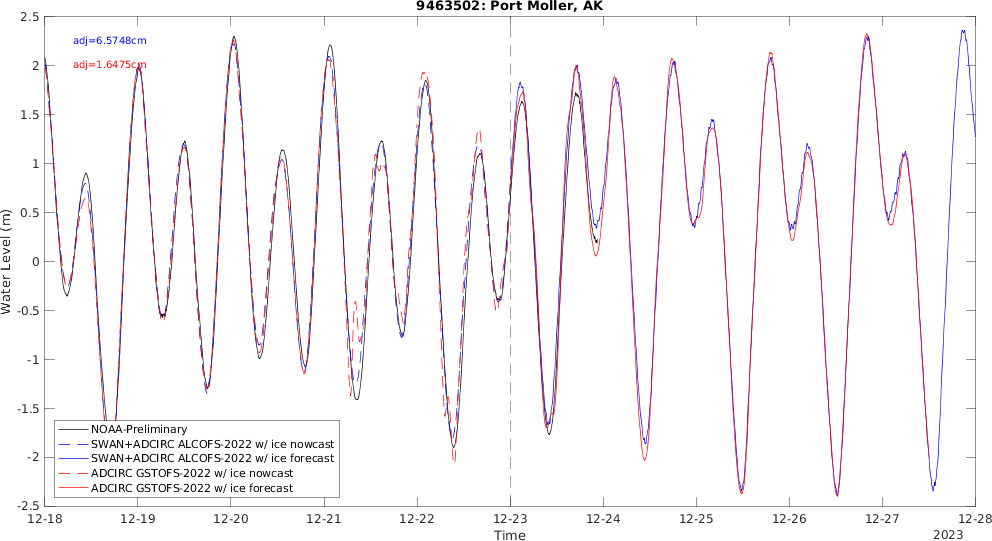 9463502: Port Moller, AK
adj=6.5748cm
adj=1.6475cm
2.5
2
1.5
1
0.5
0
-0.5
-1
-1.5
-2
-2.5
Water Level (m)
NOAA-Preliminary
SWAN+ADCIRC ALCOFS-2022 w/ ice nowcast
SWAN+ADCIRC ALCOFS-2022 w/ ice forecast
ADCIRC GSTOFS-2022 w/ ice nowcast
ADCIRC GSTOFS-2022 w/ ice forecast
12-18 12-19 12-20 12-21 12-22 12-23 12-24 12-25 12-26 12-27 12-28
Time
2023